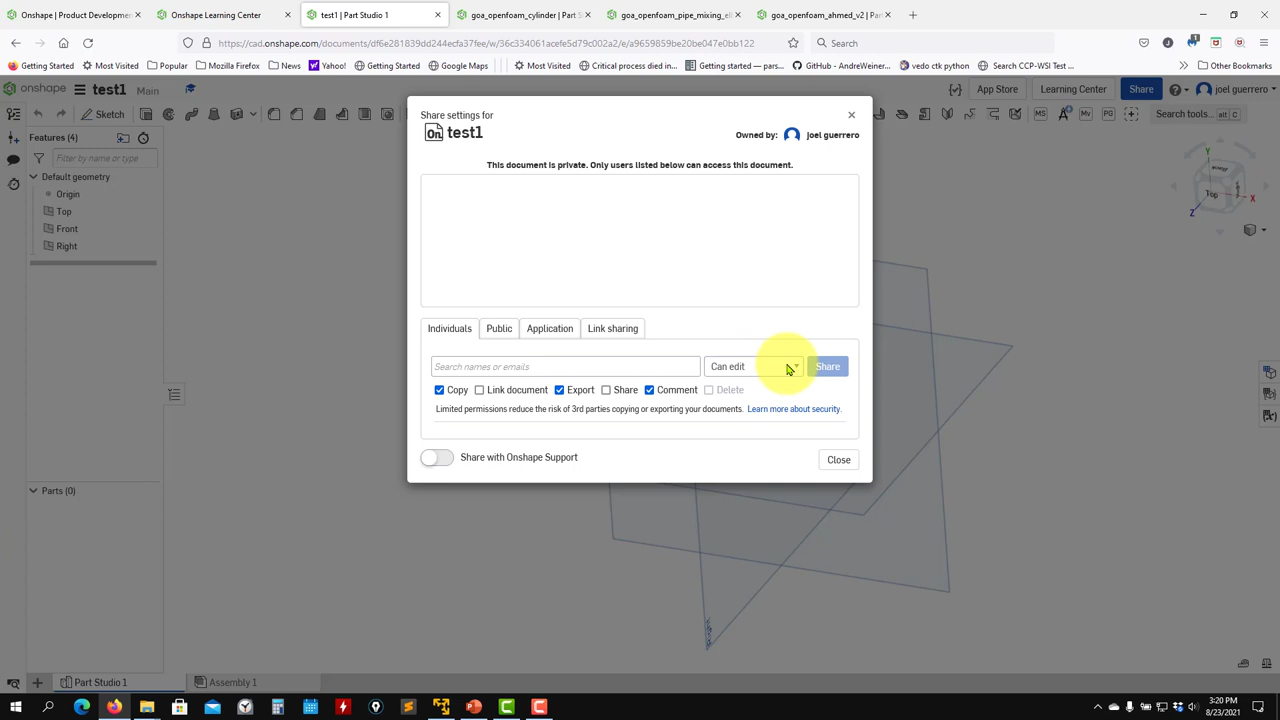 Onshape | Product Developmen
Onshape Learning Center
test1 | Part Studio 1
goa_openfoam_cylinder | Part S
goa_openfoam_pipe_mixing_el
goa_openfoam_ahmed_v2 | Part
https://cad.onshape.com/documents/df6e281839dd244ecfa37fee/w/36c34061ecafe5d79c002a2/e/a9659859be20be047e0bb122
Search
Getting Started
Most Visited
Popular
Mozilla Firefox
News
Yahoo!
Getting Started
Google Maps
Most Visited
Critical process died in...
Getting started — pars...
GitHub - AndreWeiner...
vedo ctk python
Search CCP-WSI Test ...
Other Bookmarks
onshape
test1
Main
App Store
Learning Center
Share
joel guerrero
Sketch
MS
Mv
PG
Search tools...
alt C
Features (4)
Filter by name or type
Default geometry
Origin
Top
Front
Right
Parts (0)
Share settings for
On
test1
Owned by:
joel guerrero
This document is private. Only users listed below can access this document.
Individuals
Public
Application
Link sharing
Search names or emails
Can edit
Share
Copy
Link document
Export
Share
Comment
Delete
Limited permissions reduce the risk of 3rd parties copying or exporting your documents. Learn more about security.
Share with Onshape Support
Close
Y
Top
X
Z
Part Studio 1
Assembly 1
3:20 PM
8/23/2021